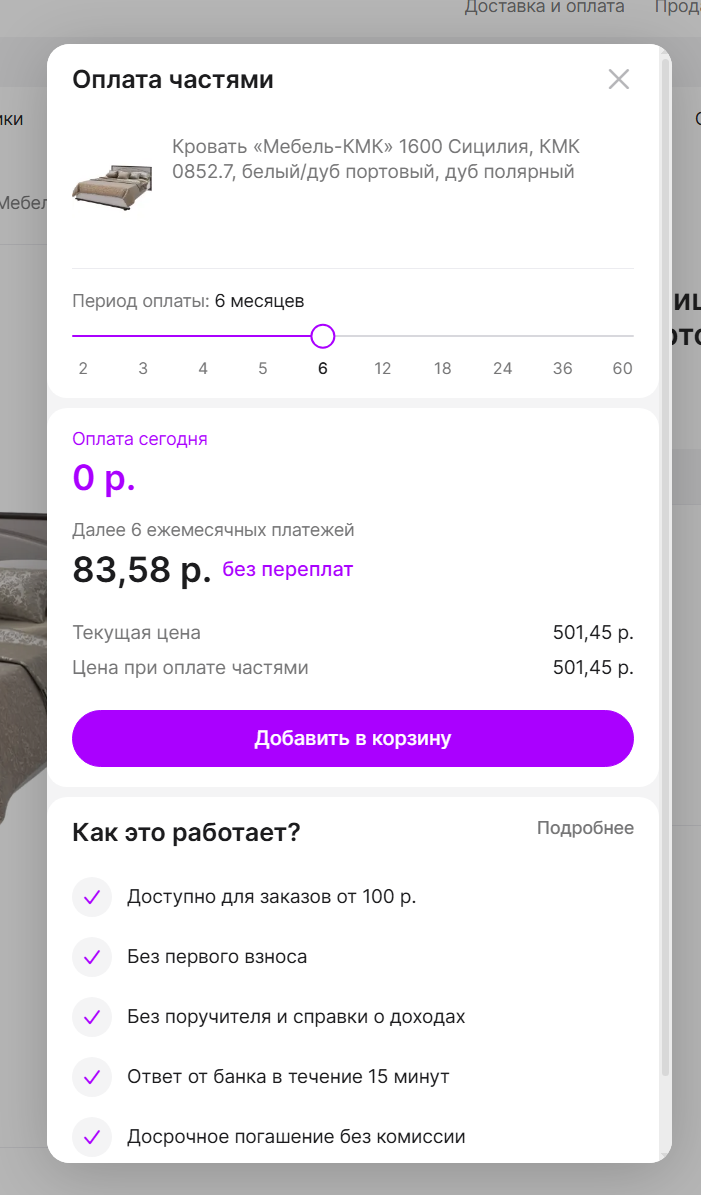 Доставка и оплата
Оплата частями
Кровать «Мебель-КМК» 1600 Сицилия, КМК
0852.7, белый/дуб портовый, дуб полярный
Период оплаты: 6 месяцев
2 3 4 5 6 12 18 24 36 60
Оплата сегодня
0 р.
Далее 6 ежемесячных платежей
83,58 р. без переплат
Текущая цена 501,45 р.
Цена при оплате частями 501,45 р.
Добавить в корзину
Как это работает? Подробнее
Доступно для заказов от 100 р.
Без первого взноса
Без поручителя и справки о доходах
Ответ от банка в течение 15 минут
Досрочное погашение без комиссии